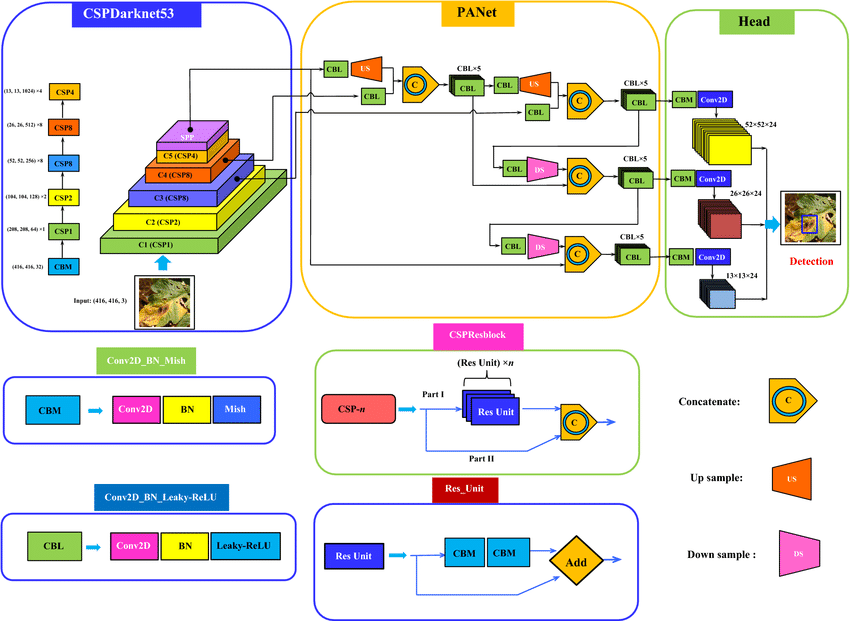 CSPDarknet53
PANet
Head
(13, 13, 1024) ×4
CSP4
(26, 26, 512) ×8
CSP8
(52, 52, 256) ×8
CSP8
(104, 104, 128) ×2
CSP2
(208, 208, 64) ×1
CSP1
(416, 416, 32)
CBM
SPP
C5 (CSP4)
C4 (CSP8)
C3 (CSP8)
C2 (CSP2)
C1 (CSP1)
Input: (416, 416, 3)
CBL
US
CBL
C
CBL×5
CBL
CBL
US
CBL
C
CBL×5
CBL
CBL
DS
C
CBL×5
CBL
CBL
DS
C
CBL×5
CBL
CBM
Conv2D
52×52×24
CBM
Conv2D
26×26×24
CBM
Conv2D
13×13×24
Detection
Conv2D_BN_Mish
CBM
Conv2D
BN
Mish
Conv2D_BN_Leaky-ReLU
CBL
Conv2D
BN
Leaky-ReLU
CSPResblock
(Res Unit) ×n
CSP-n
Part I
Res Unit
C
Part II
Res_Unit
Res Unit
CBM
CBM
Add
Concatenate:
C
Up sample:
US
Down sample :
DS